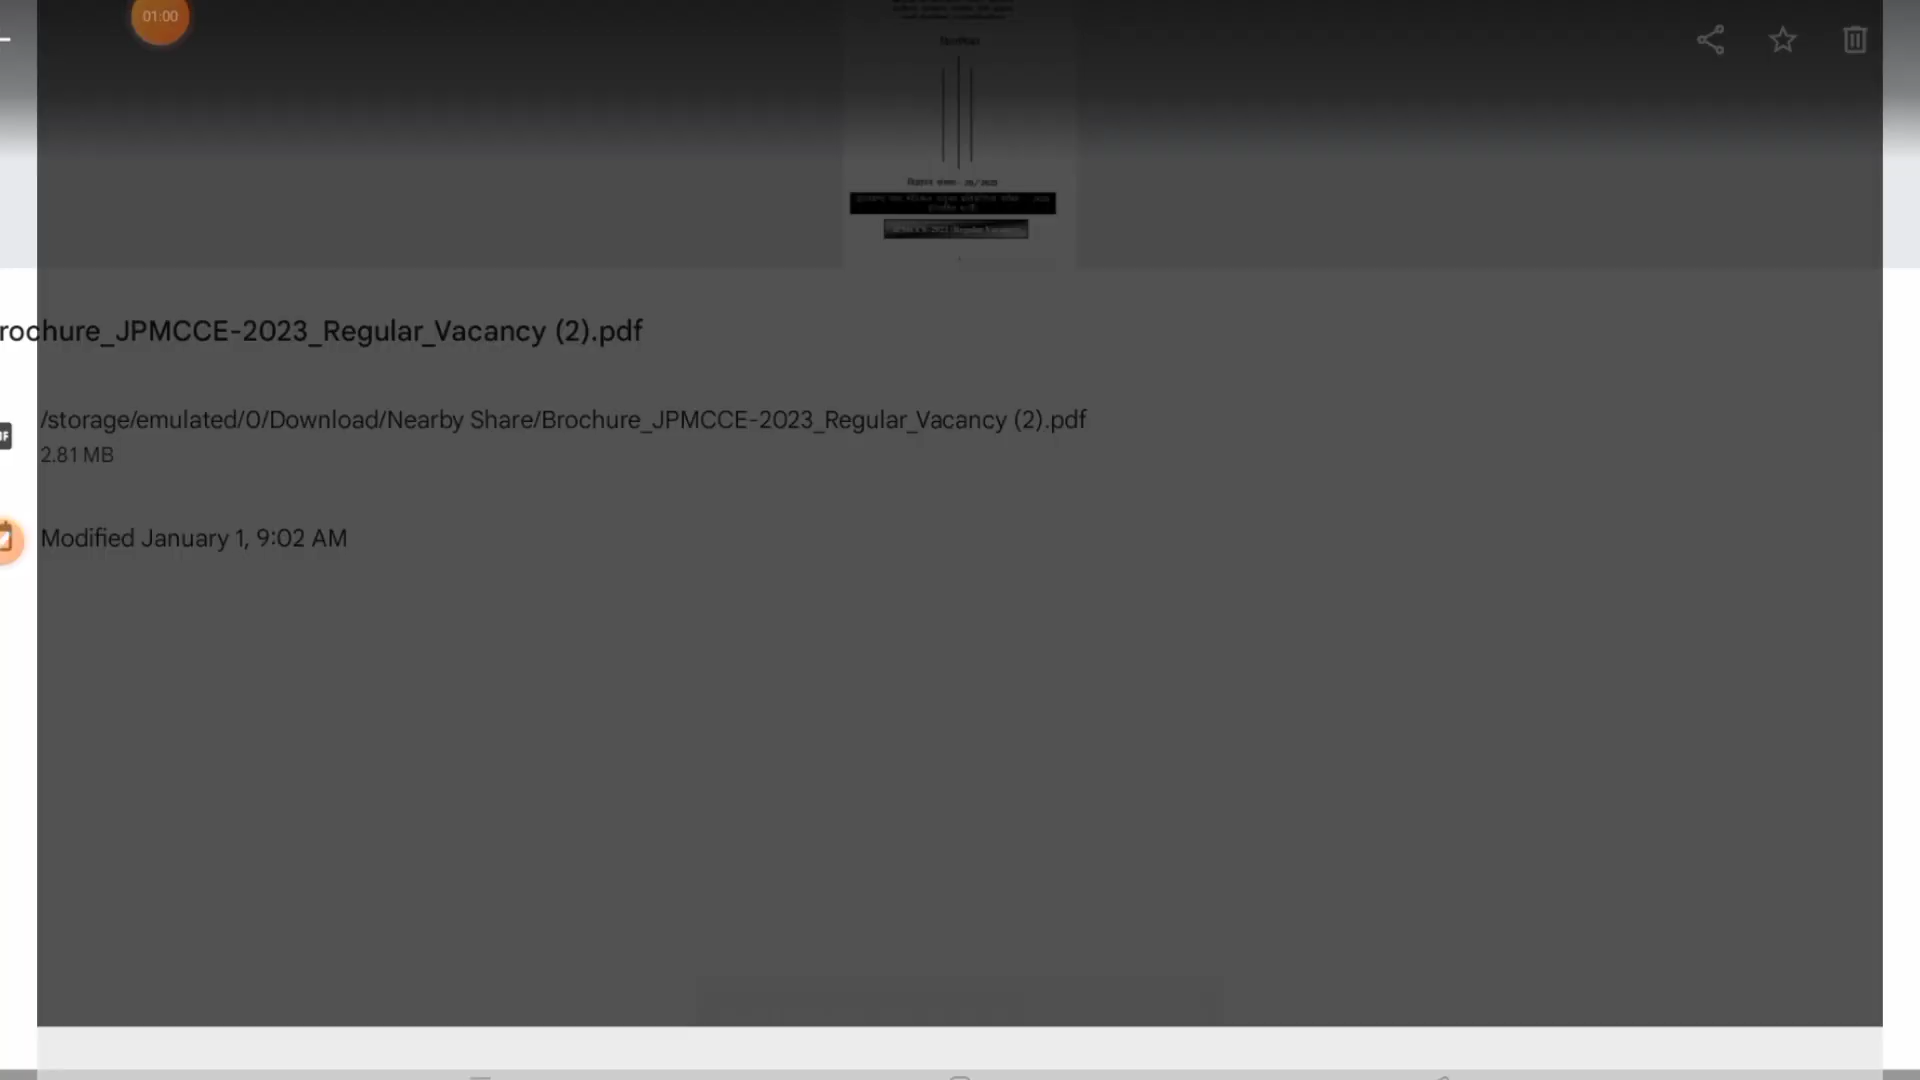 01:00
rochure_JPMCCE-2023_Regular_Vacancy (2).pdf
/storage/emulated/0/Download/Nearby Share/Brochure_JPMCCE-2023_Regular_Vacancy (2).pdf
2.81 MB
Modified January 1, 9:02 AM